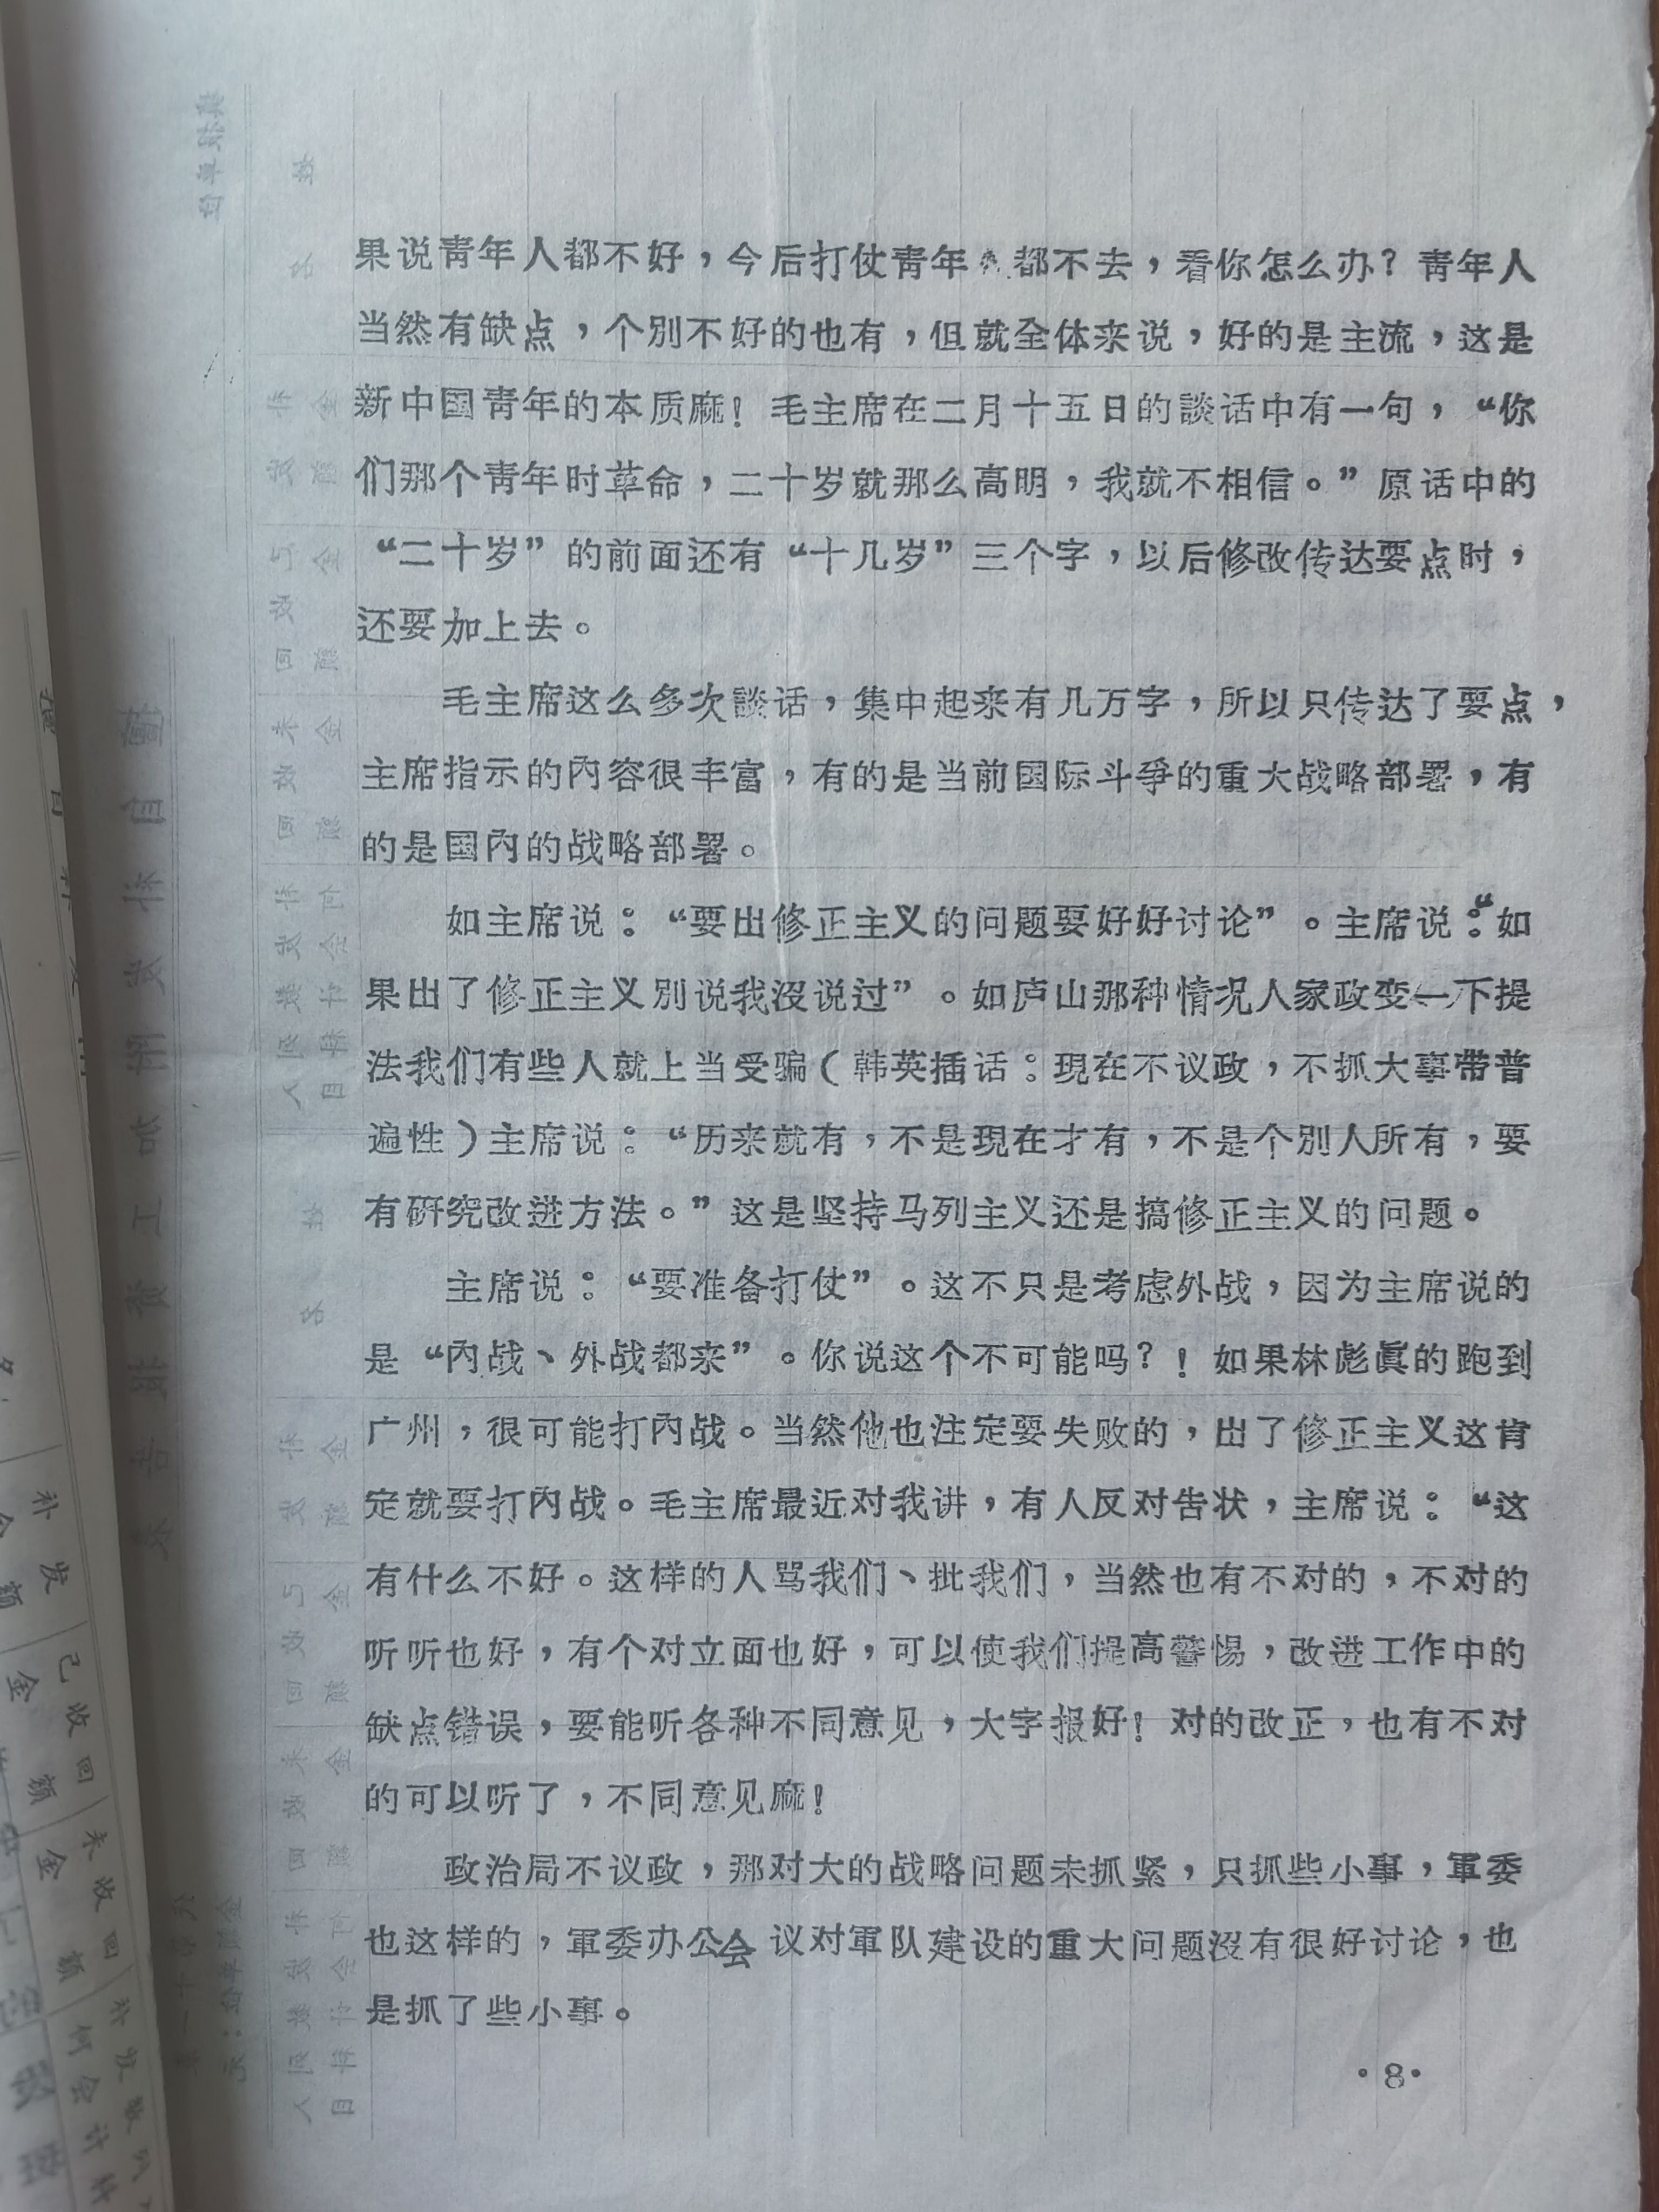 果说靑年人都不好，今后打仗靑年人都不去，看你怎么办？靑年人
当然有缺点，个別不好的也有，但就全体来说，好的是主流，这是
新中国靑年的本质麻！毛主席在二月十五日的談话中有一句，“你
们那个靑年时革命，二十岁就那么高明，我就不相信。”原话中的
“二十岁”的前面还有“十几岁”三个字，以后修改传达要点时，
还要加上去。
毛主席这么多次談话，集中起来有几万字，所以只传达了要点，
主席指示的內容很丰富，有的是当前国际斗爭的重大战略部署，有
的是国內的战略部署。
如主席说：“要出修正主义的问题要好好讨论”。主席说：“如
果出了修正主义別说我沒说过”。如庐山那种情况人家政变一下提
法我们有些人就上当受骗（韩英插话：現在不议政，不抓大事带普
遍性）主席说：“历来就有，不是現在才有，不是个別人所有，要
有研究改进方法。”这是坚持马列主义还是搞修正主义的问题。
主席说：“要准备打仗”。这不只是考虑外战，因为主席说的
是“內战、外战都来”。你说这个不可能吗？！如果林彪眞的跑到
广州，很可能打內战。当然他也注定要失败的，出了修正主义这肯
定就要打內战。毛主席最近对我讲，有人反对告状，主席说：“这
有什么不好。这样的人骂我们、批我们，当然也有不对的，不对的
听听也好，有个对立面也好，可以使我们提高警惕，改进工作中的
缺点错误，要能听各种不同意见，大字报好！对的改正，也有不对
的可以听了，不同意见麻！
政治局不议政，那对大的战略问题未抓紧，只抓些小事，軍委
也这样的，軍委办公会议对軍队建设的重大问题沒有很好讨论，也
是抓了些小事。
·8·